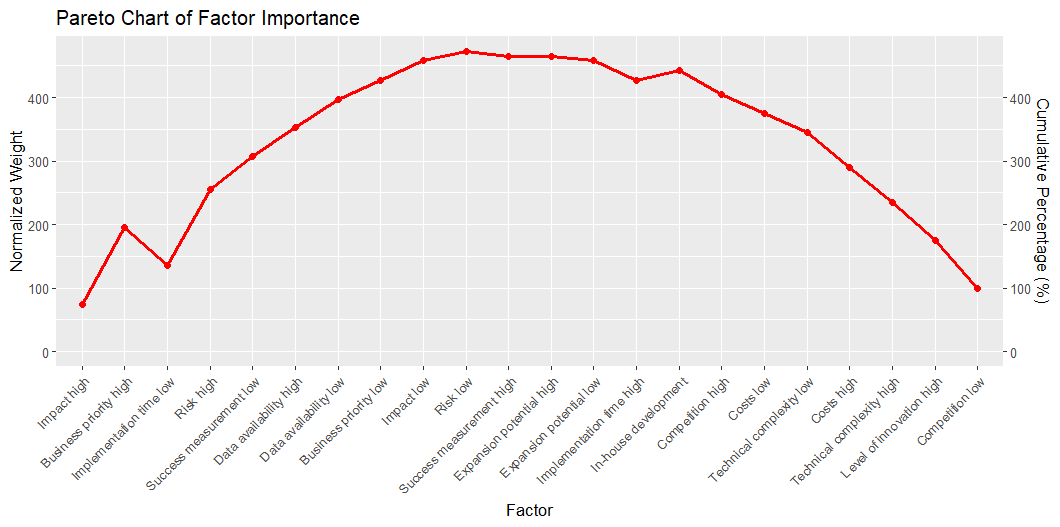 Pareto Chart of Factor Importance
Normalized Weight
400
300
200
100
0
400
300
200
100
0
Cumulative Percentage (%)
Impact high
Business priority high
Implementation time low
Risk high
Success measurement low
Data availability high
Data availability low
Business priority low
Impact low
Risk low
Success measurement high
Expansion potential high
Expansion potential low
Implementation time high
In-house development
Competition high
Costs low
Technical complexity low
Costs high
Technical complexity high
Level of innovation high
Competition low
Factor